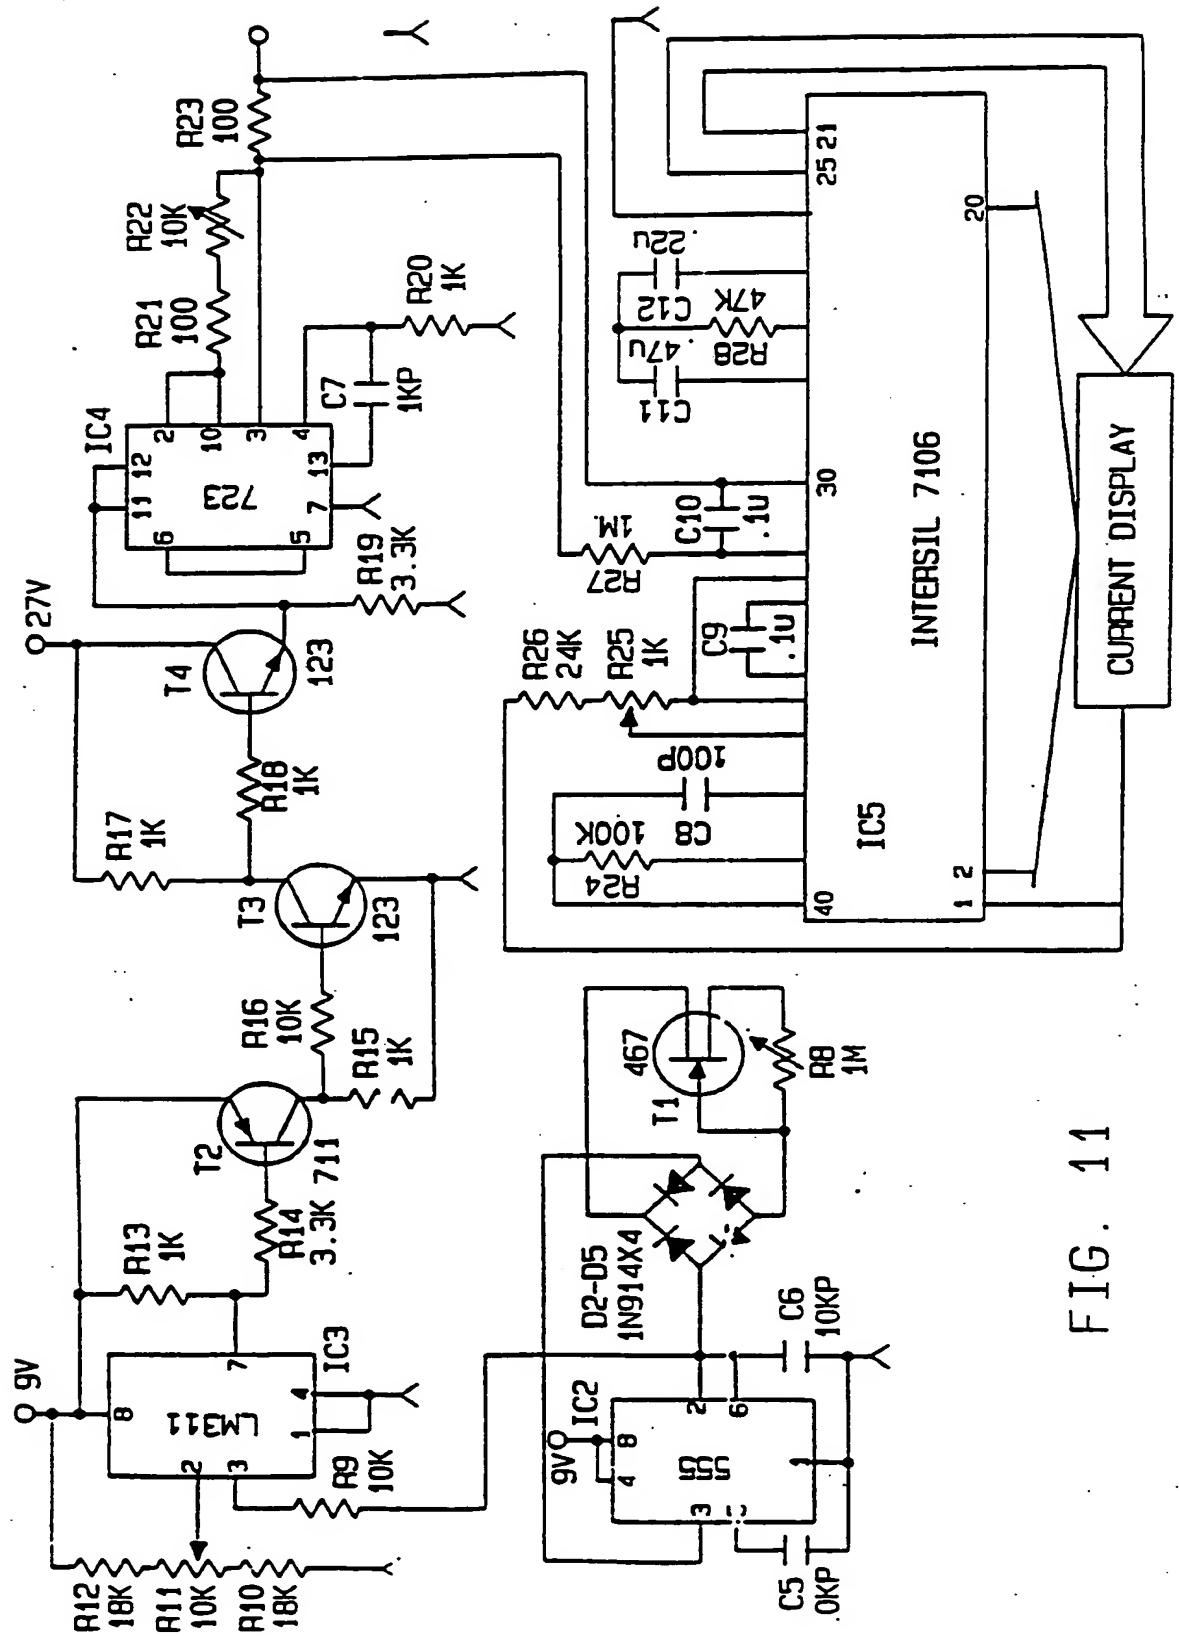 9V
27V
R12
18K
R11
10K
R10
18K
8
LM311
2
3
7
1
4
IC3
R9
10K
R13
1K
R14
3.3K
T2
711
R16
10K
R15
1K
T3
123
R17
1K
R18
1K
T4
123
R19
3.3K
IC4
11
12
6
5
723
7
13
2
10
3
4
R21
100
R22
10K
R23
100
C7
1KP
R20
1K
9V
IC2
4
8
555
3
2
6
1
C5
.0KP
C6
10KP
D2-D5
1N914X4
T1
467
R8
1M
40
R24
100K
C8
100P
R26
24K
R25
1K
C9
.1U
R27
1M.
C10
.1U
30
C11
.47U
R28
47K
C12
.22U
25
21
IC5
INTERSIL 7106
1
2
20
CURRENT DISPLAY
FIG. 11